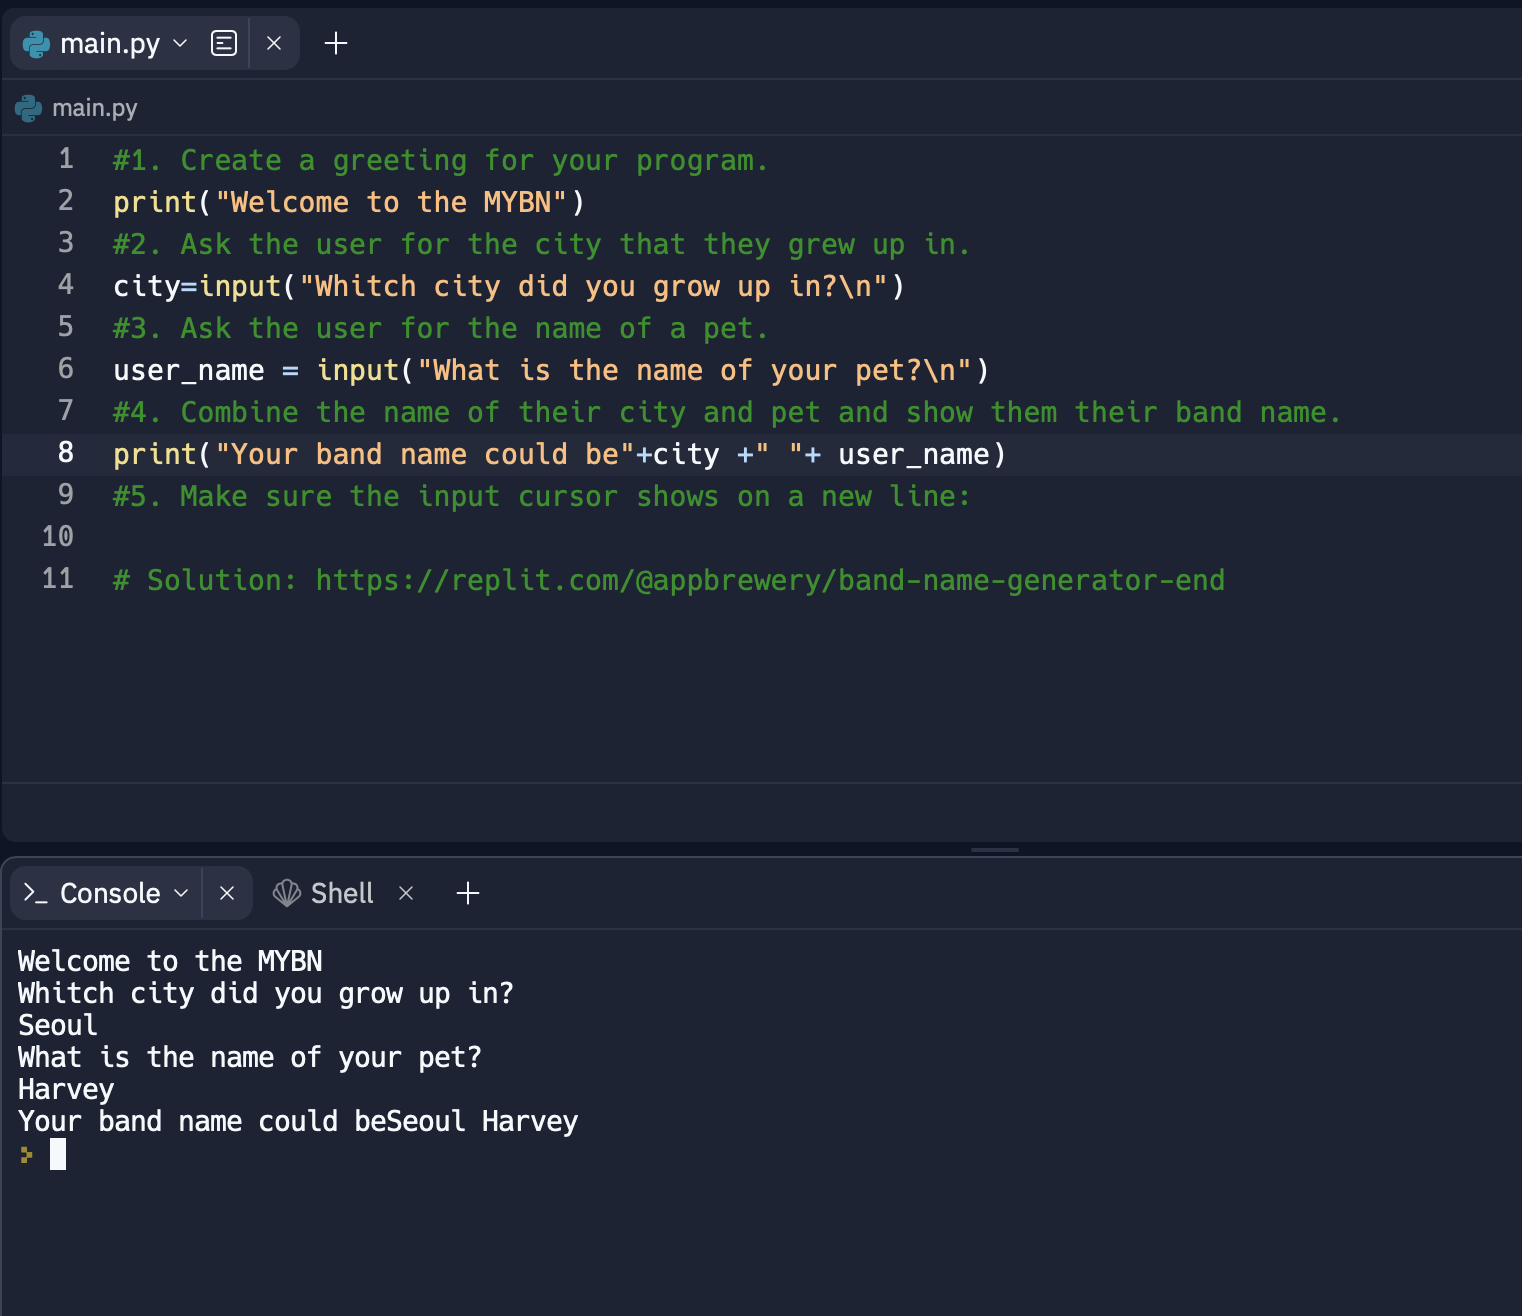 main.py
main.py
1 #1. Create a greeting for your program.
2 print("Welcome to the MYBN")
3 #2. Ask the user for the city that they grew up in.
4 city=input("Whitch city did you grow up in?\n")
5 #3. Ask the user for the name of a pet.
6 user_name = input("What is the name of your pet?\n")
7 #4. Combine the name of their city and pet and show them their band name.
8 print("Your band name could be"+city +" "+ user_name)
9 #5. Make sure the input cursor shows on a new line:
10
11 # Solution: https://replit.com/@appbrewery/band-name-generator-end
Console Shell
Welcome to the MYBN
Whitch city did you grow up in?
Seoul
What is the name of your pet?
Harvey
Your band name could beSeoul Harvey